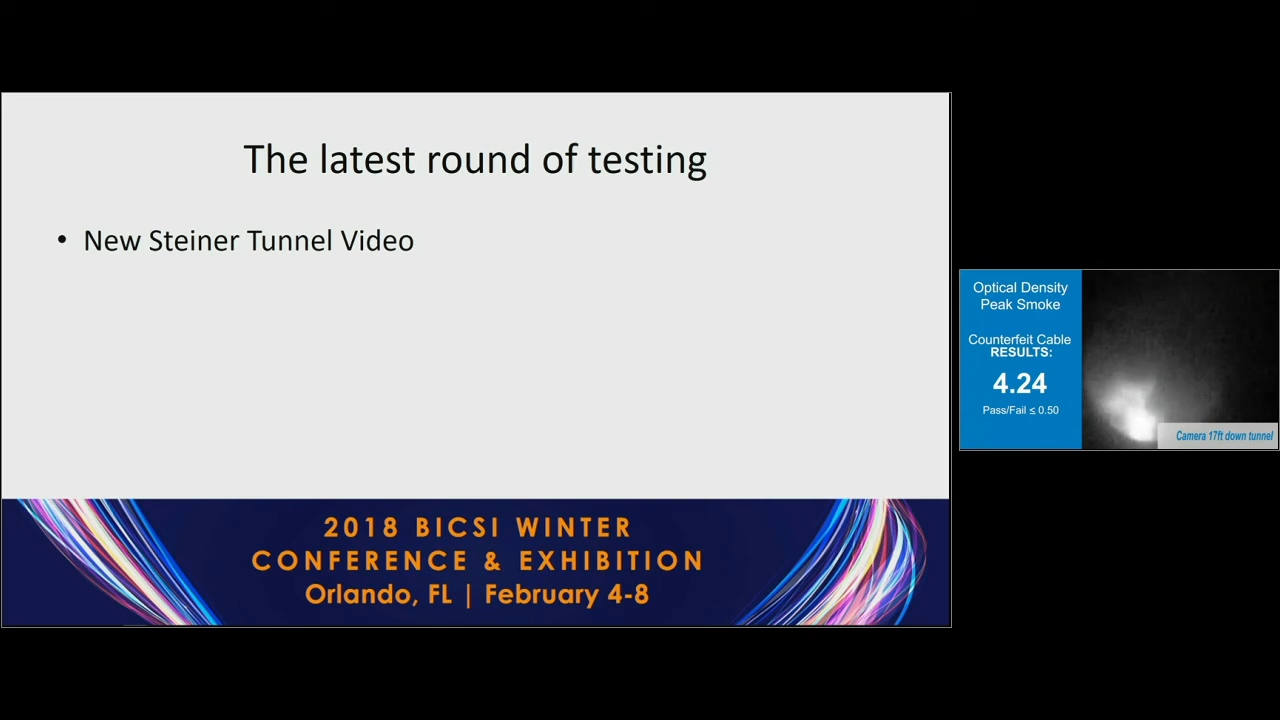 The latest round of testing
• New Steiner Tunnel Video
2018 BICSI WINTER
CONFERENCE & EXHIBITION
Orlando, FL | February 4-8
Optical Density
Peak Smoke
Counterfeit Cable
RESULTS:
4.24
Pass/Fail ≤ 0.50
Camera 17ft down tunnel